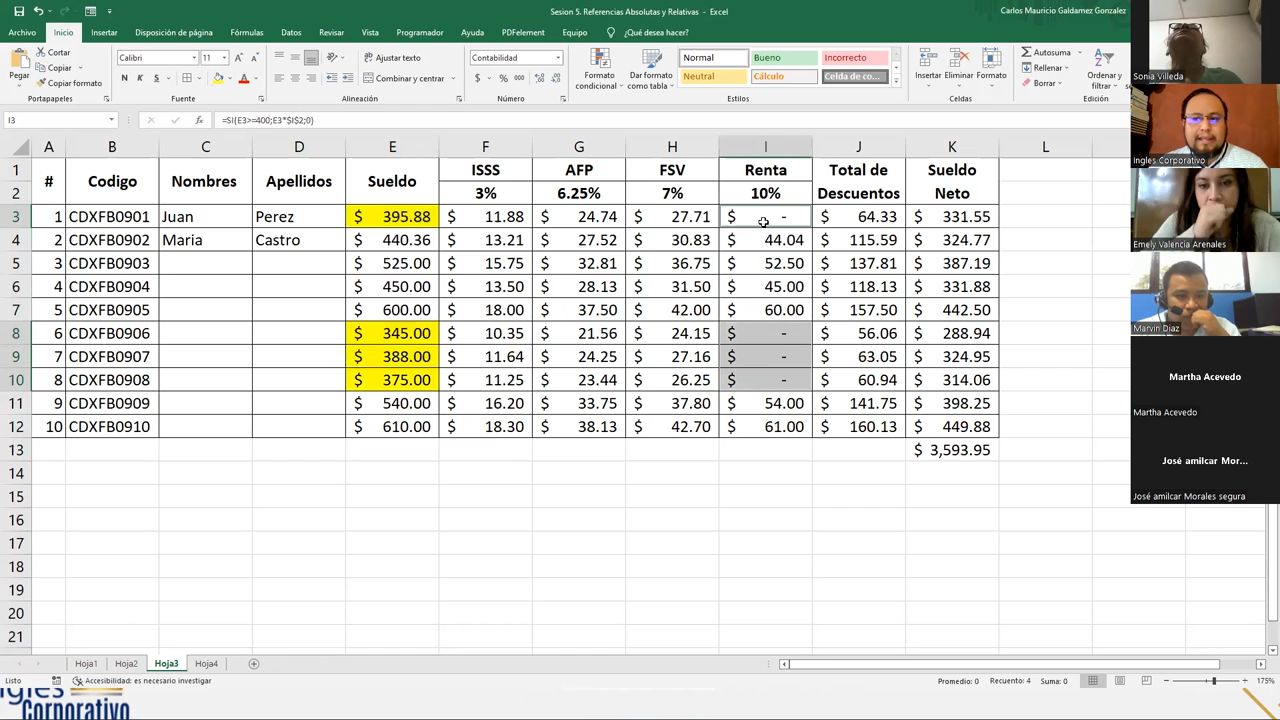 Sesion 5. Referencias Absolutas y Relativas - Excel
Carlos Mauricio Galdamez Gonzalez
Archivo Inicio Insertar Disposición de página Fórmulas Datos Revisar Vista Programador Ayuda PDFelement Equipo ¿Qué desea hacer?
Pegar
Cortar
Copiar
Copiar formato
Portapapeles
Calibri 11
N K S
Fuente
Ajustar texto
Combinar y centrar
Alineación
Contabilidad
$ % 000
Número
Formato condicional
Dar formato como tabla
Normal Bueno Incorrecto
Neutral Cálculo Celda de co...
Estilos
Insertar Eliminar Formato
Celdas
Autosuma
Rellenar
Borrar
Ordenar y filtrar
Edición
I3 fx =SI(E3>=400;E3*$I$2;0)
A B C D E F G H I J K L
1 # Codigo Nombres Apellidos Sueldo ISSS AFP FSV Renta Total de Descuentos Sueldo Neto
2 3% 6.25% 7% 10%
3 1 CDXFB0901 Juan Perez $ 395.88 $ 11.88 $ 24.74 $ 27.71 $ - $ 64.33 $ 331.55
4 2 CDXFB0902 Maria Castro $ 440.36 $ 13.21 $ 27.52 $ 30.83 $ 44.04 $ 115.59 $ 324.77
5 3 CDXFB0903 $ 525.00 $ 15.75 $ 32.81 $ 36.75 $ 52.50 $ 137.81 $ 387.19
6 4 CDXFB0904 $ 450.00 $ 13.50 $ 28.13 $ 31.50 $ 45.00 $ 118.13 $ 331.88
7 5 CDXFB0905 $ 600.00 $ 18.00 $ 37.50 $ 42.00 $ 60.00 $ 157.50 $ 442.50
8 6 CDXFB0906 $ 345.00 $ 10.35 $ 21.56 $ 24.15 $ - $ 56.06 $ 288.94
9 7 CDXFB0907 $ 388.00 $ 11.64 $ 24.25 $ 27.16 $ - $ 63.05 $ 324.95
10 8 CDXFB0908 $ 375.00 $ 11.25 $ 23.44 $ 26.25 $ - $ 60.94 $ 314.06
11 9 CDXFB0909 $ 540.00 $ 16.20 $ 33.75 $ 37.80 $ 54.00 $ 141.75 $ 398.25
12 10 CDXFB0910 $ 610.00 $ 18.30 $ 38.13 $ 42.70 $ 61.00 $ 160.13 $ 449.88
13 $ 3,593.95
14
15
16
17
18
19
20
21
Hoja1 Hoja2 Hoja3 Hoja4
Listo Accesibilidad: es necesario investigar Promedio: 0 Recuento: 4 Suma: 0 175%
Ingles
Corporativo
Sonia Villeda
Ingles Corporativo
Emely Valencia Arenales
Marvin Diaz
Martha Acevedo
Martha Acevedo
José amilcar Mor...
José amilcar Morales segura